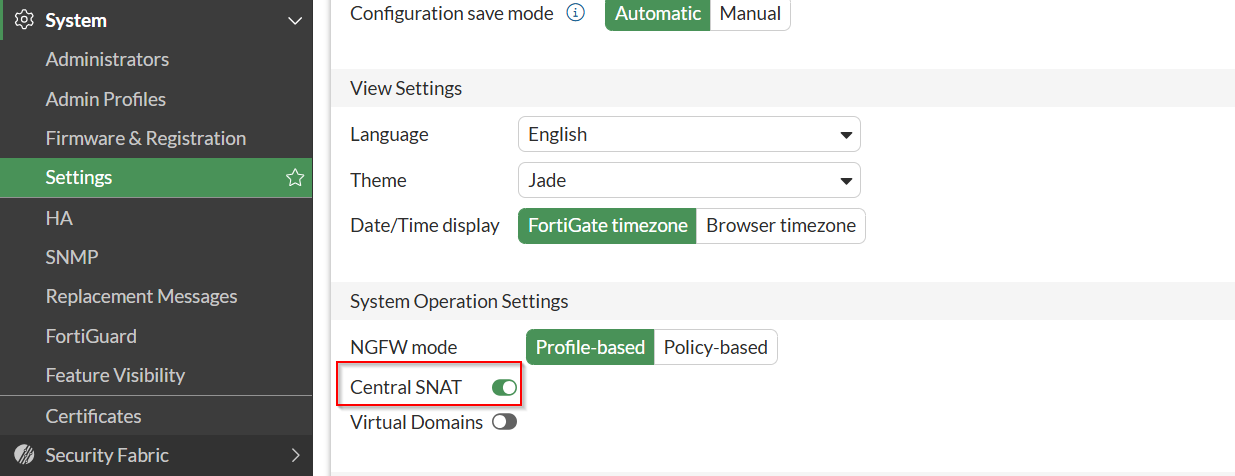 System
Administrators
Admin Profiles
Firmware & Registration
Settings
HA
SNMP
Replacement Messages
FortiGuard
Feature Visibility
Certificates
Security Fabric
Configuration save mode Automatic Manual
View Settings
Language English
Theme Jade
Date/Time display FortiGate timezone Browser timezone
System Operation Settings
NGFW mode Profile-based Policy-based
Central SNAT
Virtual Domains